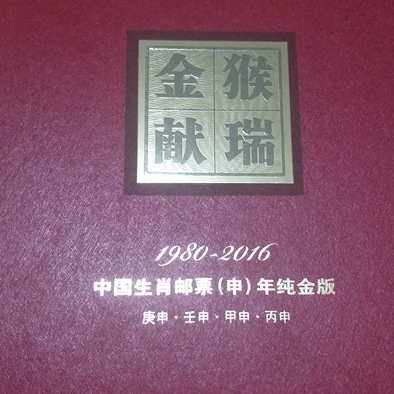 金猴
献瑞
1980-2016
中国生肖邮票(申)年纯金版
庚申·壬申·甲申·丙申